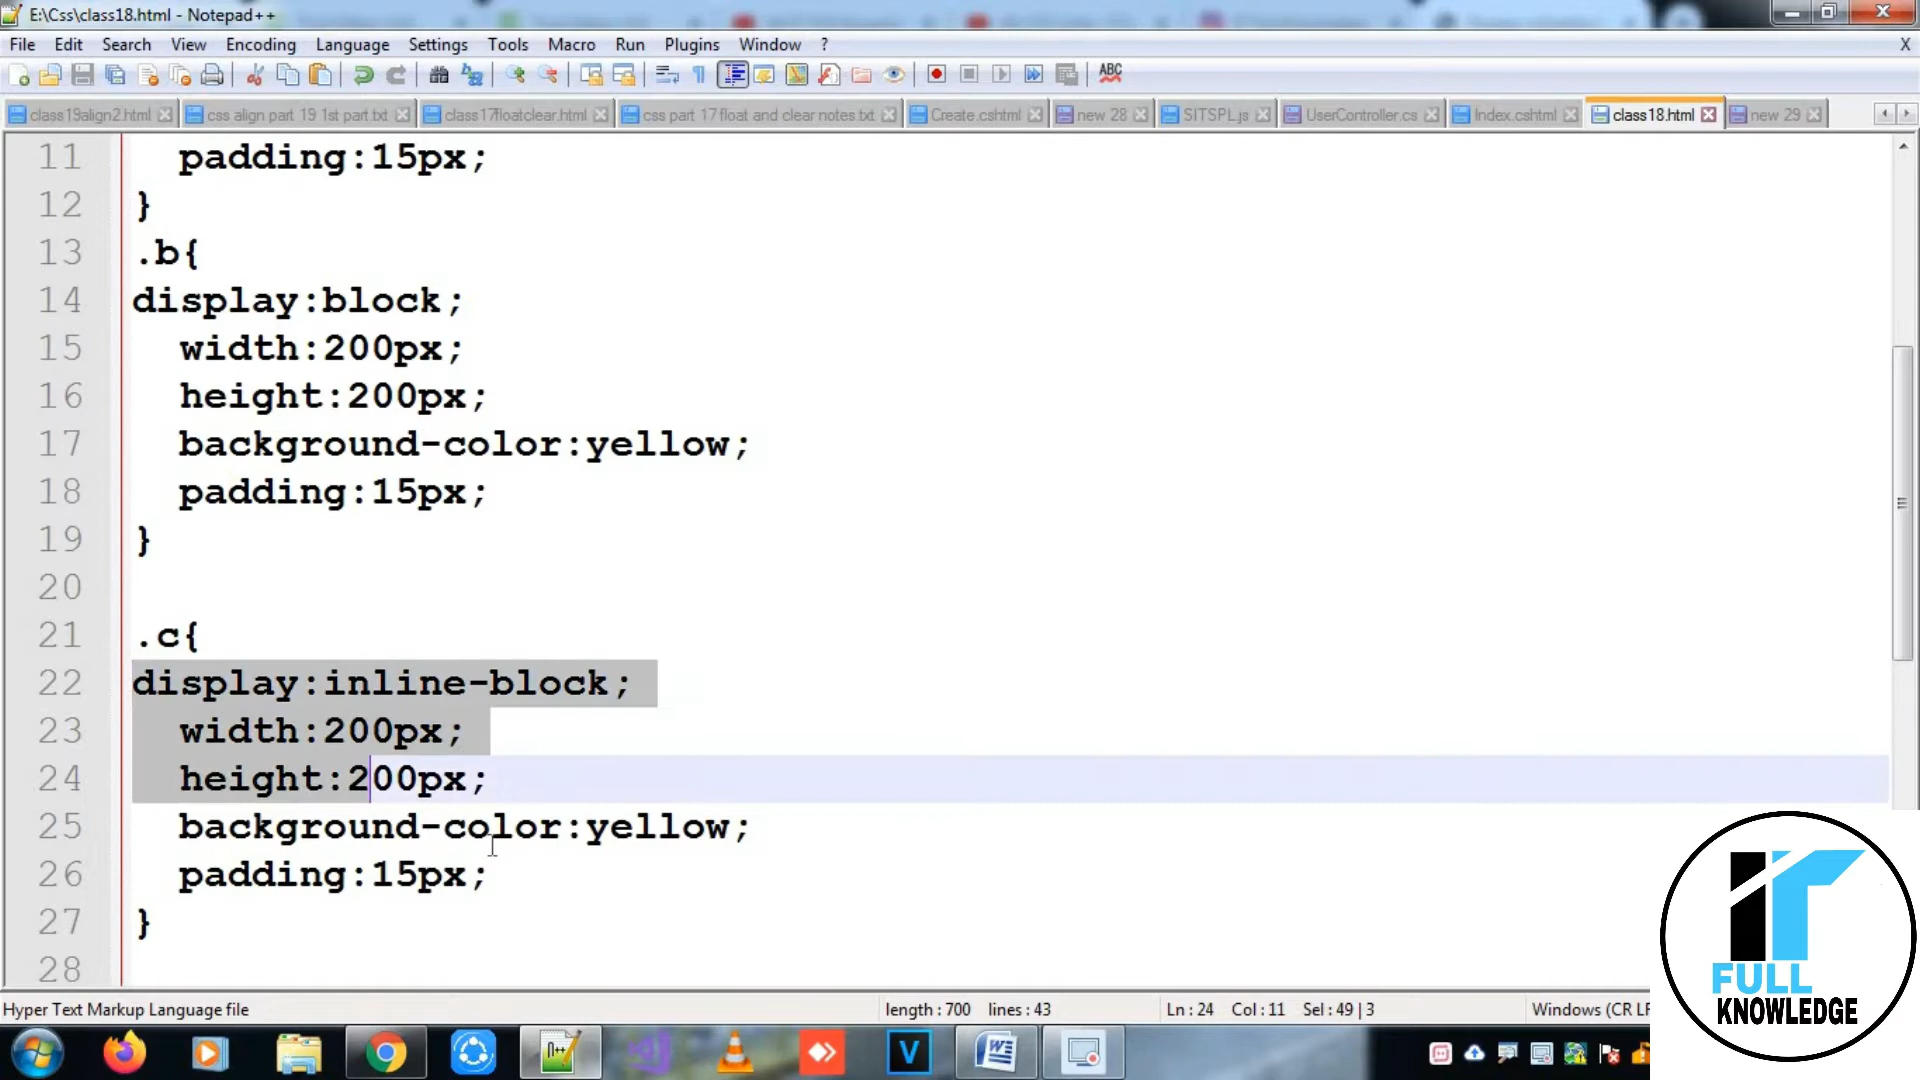 E:\Css\class18.html - Notepad++
File Edit Search View Encoding Language Settings Tools Macro Run Plugins Window ? X
ABC
class19align2.html css align part 19 1st part.txt class17floatclear.html css part 17 float and clear notes.txt Create.cshtml new 28 SITSPL.js UserController.cs Index.cshtml class18.html new 29
11 padding:15px;
12 }
13 .b{
14 display:block;
15 width:200px;
16 height:200px;
17 background-color:yellow;
18 padding:15px;
19 }
20
21 .c{
22 display:inline-block;
23 width:200px;
24 height:200px;
25 background-color:yellow;
26 padding:15px;
27 }
28
Hyper Text Markup Language file length : 700 lines : 43 Ln : 24 Col : 11 Sel : 49 | 3 Windows (CR LF
IT
FULL
KNOWLEDGE